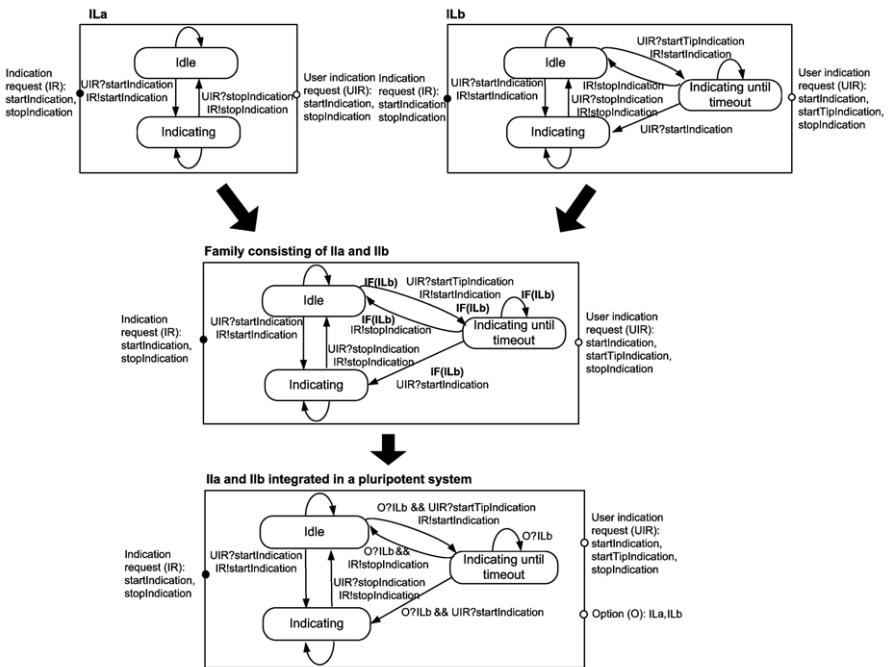 ILa
Idle
Indication
request (IR):
startIndication,
stopIndication
UIR?startIndication
IR!startIndication
UIR?stopIndication
IR!stopIndication
Indicating
User indication
request (UIR):
startIndication,
stopIndication
ILb
Idle
UIR?startTipIndication
IR!startIndication
Indication
request (IR):
startIndication
stopIndication
UIR?startIndication
IR!startIndication
IR!stopIndication
UIR?stopIndication
IR!stopIndication
Indicating until
timeout
Indicating
UIR?startIndication
User indication
request (UIR):
startIndication,
startTipIndication,
stopIndication
Family consisting of IIa and IIb
Idle
IF(ILb)
UIR?startTipIndication
IR!startIndication
IF(ILb)
IF(ILb)
IF(ILb)
IR!stopIndication
Indicating until
timeout
Indication
request (IR):
startIndication,
stopIndication
UIR?startIndication
IR!startIndication
UIR?stopIndication
IR!stopIndication
Indicating
IF(ILb)
UIR?startIndication
User indication
request (UIR):
startIndication,
startTipIndication,
stopIndication
IIa and IIb integrated in a pluripotent system
Idle
O?ILb && UIR?startTipIndication
IR!startIndication
O?ILb
O?ILb &&
IR!stopIndication
Indicating until
timeout
Indication
request (IR):
startIndication,
stopIndication
UIR?startIndication
IR!startIndication
UIR?stopIndication
IR!stopIndication
Indicating
O?ILb && UIR?startIndication
User indication
request (UIR):
startIndication,
startTipIndication,
stopIndication
Option (O): ILa,ILb